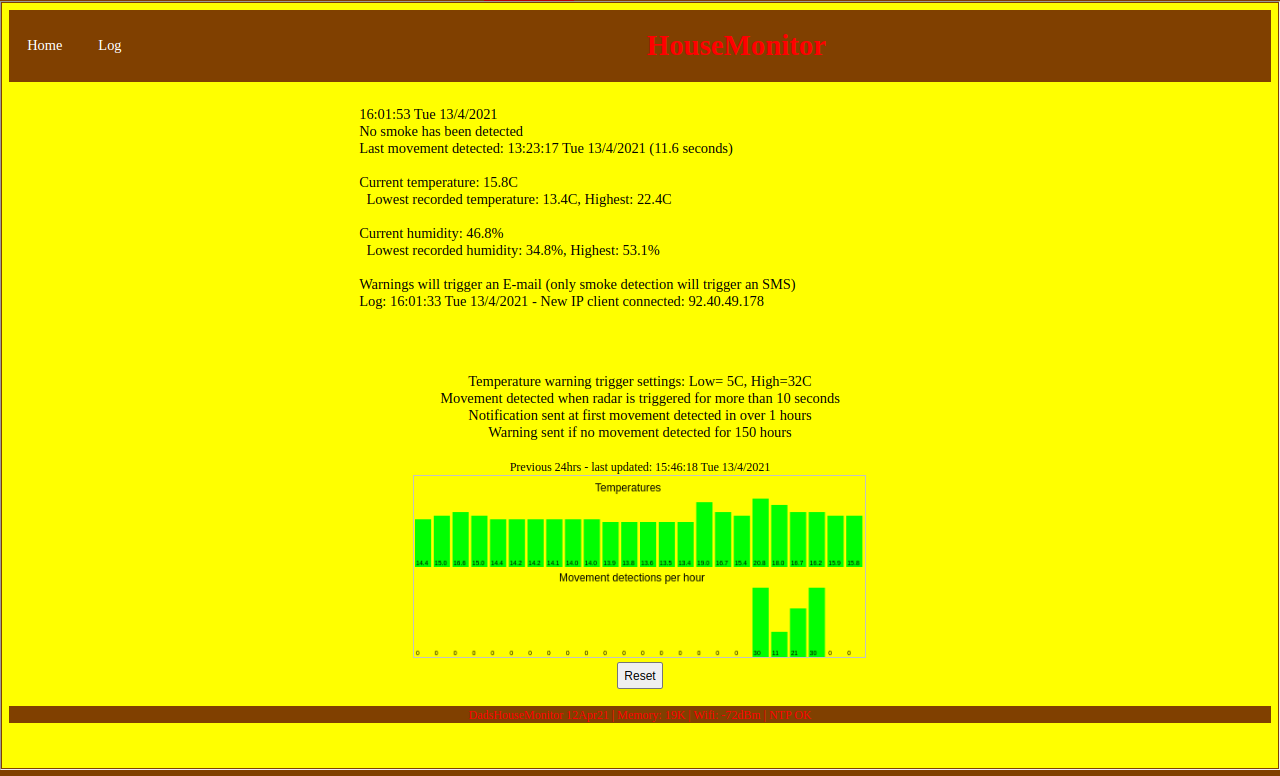 Home Log HouseMonitor
16:01:53 Tue 13/4/2021
No smoke has been detected
Last movement detected: 13:23:17 Tue 13/4/2021 (11.6 seconds)
Current temperature: 15.8C
Lowest recorded temperature: 13.4C, Highest: 22.4C
Current humidity: 46.8%
Lowest recorded humidity: 34.8%, Highest: 53.1%
Warnings will trigger an E-mail (only smoke detection will trigger an SMS)
Log: 16:01:33 Tue 13/4/2021 - New IP client connected: 92.40.49.178
Temperature warning trigger settings: Low= 5C, High=32C
Movement detected when radar is triggered for more than 10 seconds
Notification sent at first movement detected in over 1 hours
Warning sent if no movement detected for 150 hours
Previous 24hrs - last updated: 15:46:18 Tue 13/4/2021
Temperatures
14.4 15.0 15.0 14.4 14.2 14.2 14.1 14.0 14.0 13.9 13.8 13.6 13.5 13.4 19.0 16.7 20.8 18.7 16.2 15.9 15.8
Movement detections per hour
0 0 0 0 0 0 0 0 0 0 0 0 0 0 0 0 0 0 30 11 21 0 0
Reset